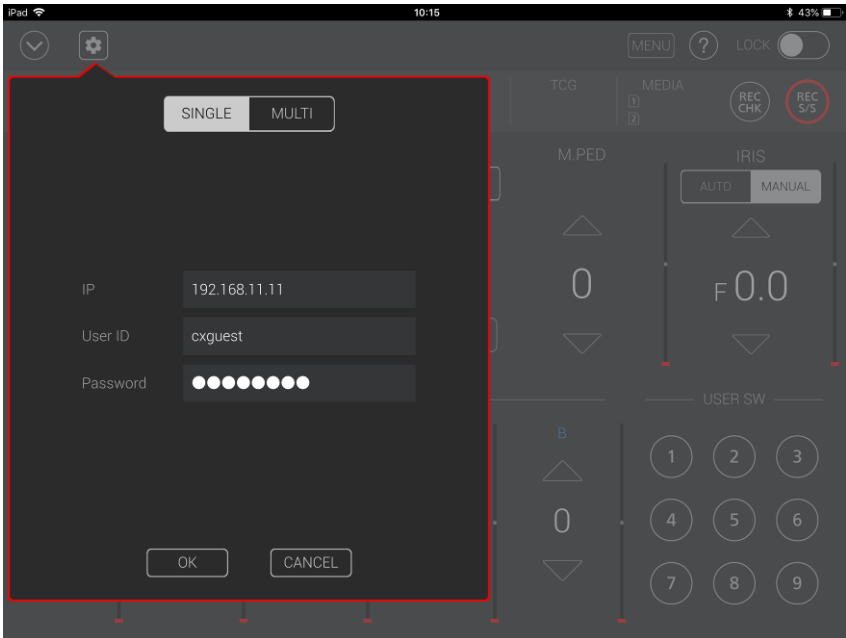 iPad 10:15 43%
MENU ? LOCK
TCG MEDIA
1
2
REC CHK
REC S/S
SINGLE MULTI
M.PED IRIS
AUTO MANUAL
IP 192.168.11.11
0 F 0.0
User ID cxguest
Password ●●●●●●●●
USER SW
B
1 2 3
0
4 5 6
OK CANCEL
7 8 9